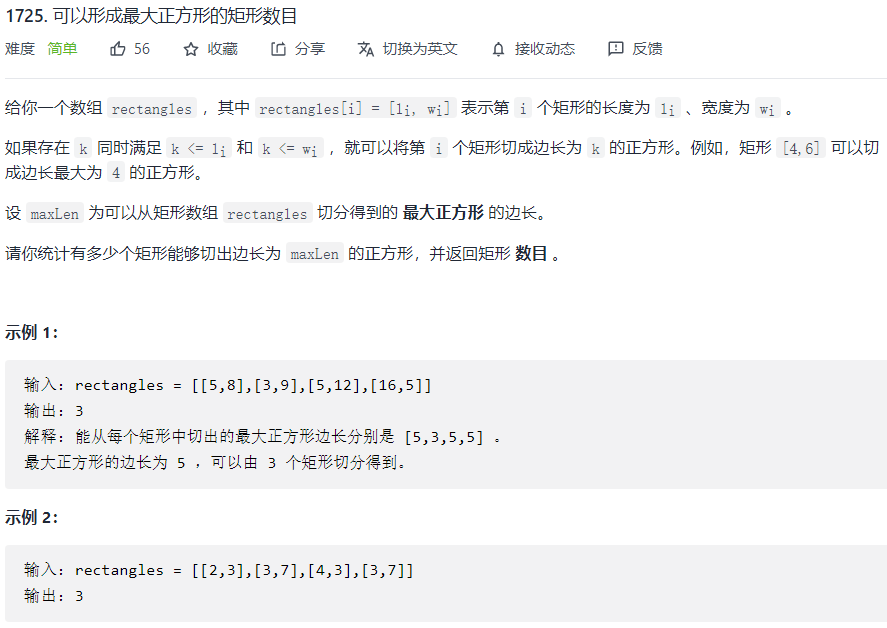 1725. 可以形成最大正方形的矩形数目
难度 简单 56 收藏 分享 切换为英文 接收动态 反馈
给你一个数组 rectangles ，其中 rectangles[i] = [li, wi] 表示第 i 个矩形的长度为 li 、宽度为 wi 。
如果存在 k 同时满足 k <= li 和 k <= wi ，就可以将第 i 个矩形切成边长为 k 的正方形。例如，矩形 [4,6] 可以切
成边长最大为 4 的正方形。
设 maxLen 为可以从矩形数组 rectangles 切分得到的 最大正方形 的边长。
请你统计有多少个矩形能够切出边长为 maxLen 的正方形，并返回矩形 数目 。
示例 1：
输入：rectangles = [[5,8],[3,9],[5,12],[16,5]]
输出：3
解释：能从每个矩形中切出的最大正方形边长分别是 [5,3,5,5] 。
最大正方形的边长为 5 ，可以由 3 个矩形切分得到。
示例 2：
输入：rectangles = [[2,3],[3,7],[4,3],[3,7]]
输出：3